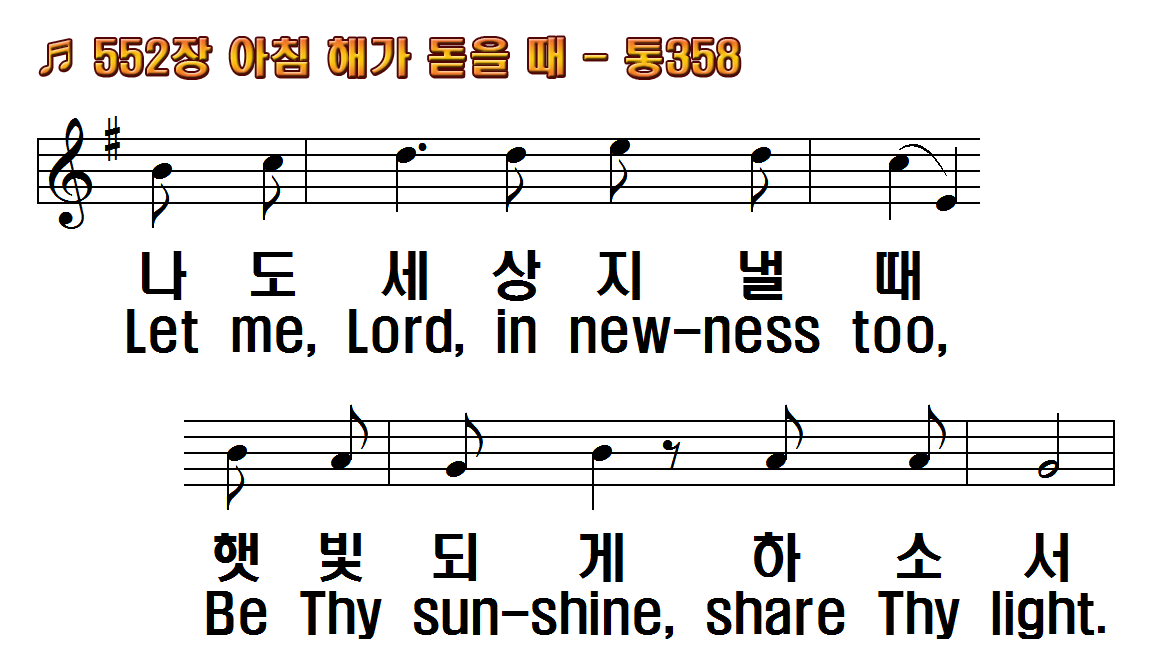 ♬ 552장 아침 해가 돋을 때 - 통358
나 도 세 상 지 낼 때
Let me, Lord, in new-ness too,
햇 빛 되 게 하 소 서
Be Thy sun-shine, share Thy light.